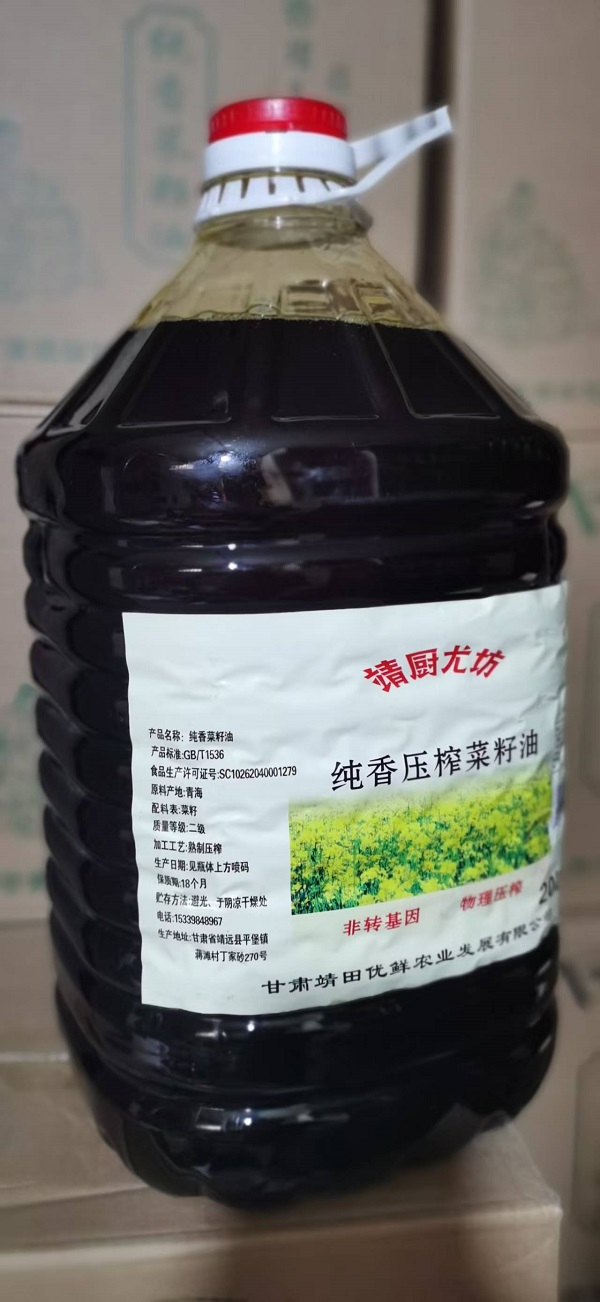 靖厨尤坊
纯香压榨菜籽油
产品名称：纯香菜籽油
产品标准:GB/T1536
食品生产许可证号:SC10262040001279
原料产地:青海
配料表:菜籽
质量等级:二级
加工工艺:熟制压榨
生产日期:见瓶体上方喷码
保质期:18个月
贮存方法:避光、于阴凉干燥处
电话:15339848967
生产地址:甘肃省靖远县平堡镇
蒋滩村丁家砂270号
非转基因
物理压榨
甘肃靖田优鲜农业发展有限公